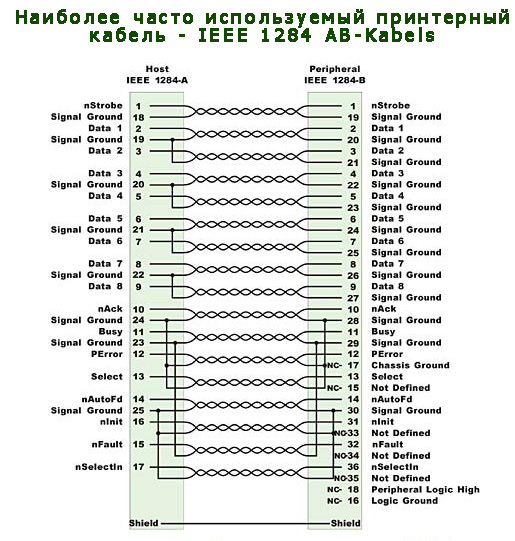 Наиболее часто используемый принтерный
кабель - IEEE 1284 AB-Kabels
Host Peripheral
IEEE 1284-A IEEE 1284-B
nStrobe 1 1 nStrobe
Signal Ground 18 19 Signal Ground
Data 1 2 2 Data 1
Signal Ground 19 20 Signal Ground
Data 2 3 3 Data 2
21 Signal Ground
Data 3 4 4 Data 3
Signal Ground 20 22 Signal Ground
Data 4 5 5 Data 4
23 Signal Ground
Data 5 6 6 Data 5
Signal Ground 21 24 Signal Ground
Data 6 7 7 Data 6
25 Signal Ground
Data 7 8 8 Data 7
Signal Ground 22 26 Signal Ground
Data 8 9 9 Data 8
27 Signal Ground
nAck 10 10 nAck
Signal Ground 24 28 Signal Ground
Busy 11 11 Busy
Signal Ground 23 29 Signal Ground
PError 12 12 PError
NC- 17 Chassis Ground
Select 13 13 Select
NC- 15 Not Defined
nAutoFd 14 14 nAutoFd
Signal Ground 25 30 Signal Ground
nInit 16 31 nInit
NC-33 Not Defined
nFault 15 32 nFault
NC-34 Not Defined
nSelectIn 17 36 nSelectIn
NC-35 Not Defined
NC- 18 Peripheral Logic High
NC- 16 Logic Ground
Shield Shield